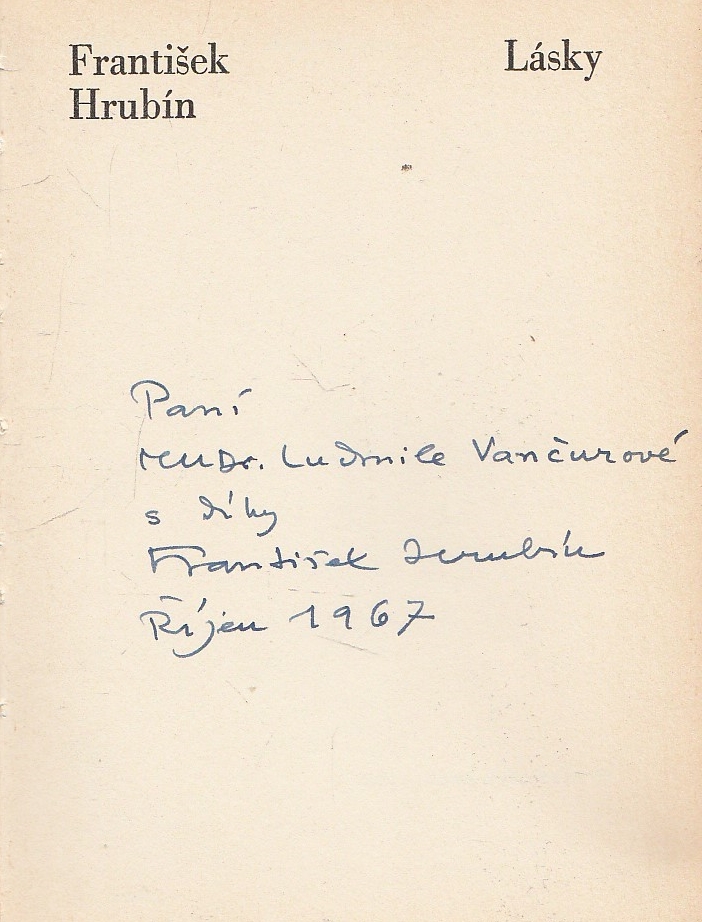 František Lásky
Hrubín
Paní
MUDr. Ludmile Vančurové
s díky
František Hrubín
Říjen 1967